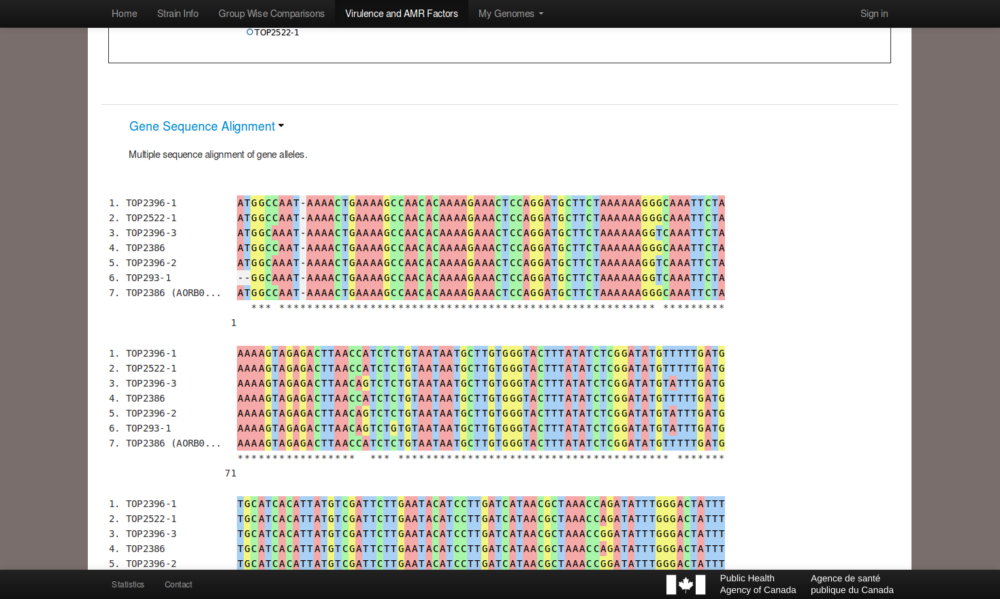 Home Strain Info Group Wise Comparisons Virulence and AMR Factors My Genomes Sign in
TOP2522-1
Gene Sequence Alignment
Multiple sequence alignment of gene alleles.
1. TOP2396-1 ATGGCCAAT-AAAACTGAAAAGCCAACACAAAAGAAACTCCAGGATGCTTCTAAAAAAGGGCAAATTCTA
2. TOP2522-1 ATGGCCAAT-AAAACTGAAAAGCCAACACAAAAGAAACTCCAGGATGCTTCTAAAAAAGGGCAAATTCTA
3. TOP2396-3 ATGGCAAAT-AAAACTGAAAAGCCAACACAAAAGAAACTCCAGGATGCTTCTAAAAAAGGTCAAATTCTA
4. TOP2386 ATGGCCAAT-AAAACTGAAAAGCCAACACAAAAGAAACTCCAGGATGCTTCTAAAAAAGGGCAAATTCTA
5. TOP2396-2 ATGGCAAAT-AAAACTGAAAAGCCAACACAAAAGAAACTCCAGGATGCTTCTAAAAAAGGTCAAATTCTA
6. TOP293-1 --GGCAAAT-AAAACTGAAAAGCCAACACAAAAGAAACTCCAGGATGCTTCTAAAAAAGGTCAAATTCTA
7. TOP2386 (AORB0... ATGGCCAAT-AAAACTGAAAAGCCAACACAAAAGAAACTCCAGGATGCTTCTAAAAAAGGGCAAATTCTA
*** ****************************************************** *********
1
1. TOP2396-1 AAAAGTAGAGACTTAACCATCTCTGTAATAATGCTTGTGGGTACTTTATATCTCGGATATGTTTTTGATG
2. TOP2522-1 AAAAGTAGAGACTTAACCATCTCTGTAATAATGCTTGTGGGTACTTTATATCTCGGATATGTTTTTGATG
3. TOP2396-3 AAAAGTAGAGACTTAACAGTCTCTGTAATAATGCTTGTGGGTACTTTATATCTCGGATATGTATTTGATG
4. TOP2386 AAAAGTAGAGACTTAACCATCTCTGTAATAATGCTTGTGGGTACTTTATATCTCGGATATGTTTTTGATG
5. TOP2396-2 AAAAGTAGAGACTTAACAGTCTCTGTAATAATGCTTGTGGGTACTTTATATCTCGGATATGTATTTGATG
6. TOP293-1 AAAAGTAGAGACTTAACAGTCTGTGTAATAATGCTTGTGGGTACTTTATATCTCGGATATGTATTTGATG
7. TOP2386 (AORB0... AAAAGTAGAGACTTAACCATCTCTGTAATAATGCTTGTGGGTACTTTATATCTCGGATATGTTTTTGATG
*****************  *** *************************************** *******
71
1. TOP2396-1 TGCATCACATTATGTCGATTCTTGAATACATCCTTGATCATAACGCTAAACCAGATATTTGGGACTATTT
2. TOP2522-1 TGCATCACATTATGTCGATTCTTGAATACATCCTTGATCATAACGCTAAACCAGATATTTGGGACTATTT
3. TOP2396-3 TGCATCACATTATGTCGATTCTTGAATACATCCTTGATCATAACGCTAAACCGGATATTTGGGACTATTT
4. TOP2386 TGCATCACATTATGTCGATTCTTGAATACATCCTTGATCATAACGCTAAACCAGATATTTGGGACTATTT
5. TOP2396-2 TGCATCACATTATGTCGATTCTTGAATACATCCTTGATCATAACGCTAAACCGGATATTTGGGACTATTT
Statistics Contact
Public Health
Agency of Canada
Agence de santé
publique du Canada